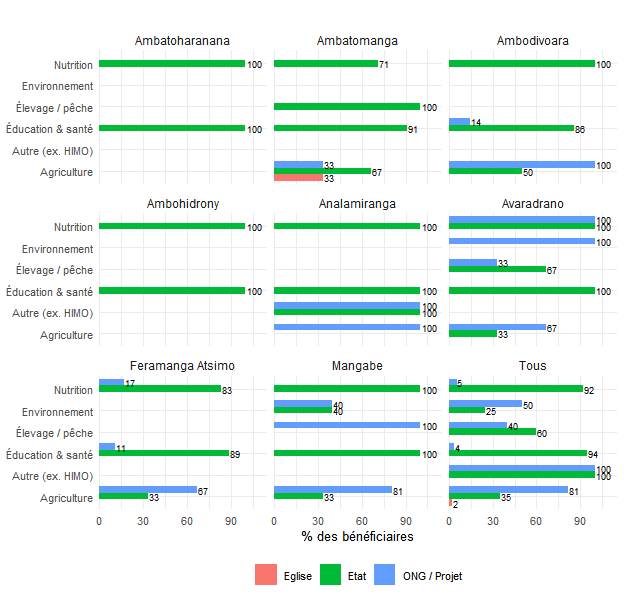 Ambatoharanana Ambatomanga Ambodivoara
Nutrition 100 71 100
Environnement
Élevage / pêche 100
Éducation & santé 100 91 14 86
Autre (ex. HIMO)
Agriculture 33 67 33 100 50
Ambohidrony Analamiranga Avaradrano
Nutrition 100 100 100 100
Environnement 100
Élevage / pêche 33 67
Éducation & santé 100 100 100
Autre (ex. HIMO) 100 100
Agriculture 100 67 33
Feramanga Atsimo Mangabe Tous
Nutrition 17 83 100 5 92
Environnement 40 40 50 25
Élevage / pêche 100 40 60
Éducation & santé 11 89 100 4 94
Autre (ex. HIMO) 100 100
Agriculture 67 33 81 33 81 35 2
0 30 60 90 0 30 60 90 0 30 60 90
% des bénéficiaires
Eglise Etat ONG / Projet